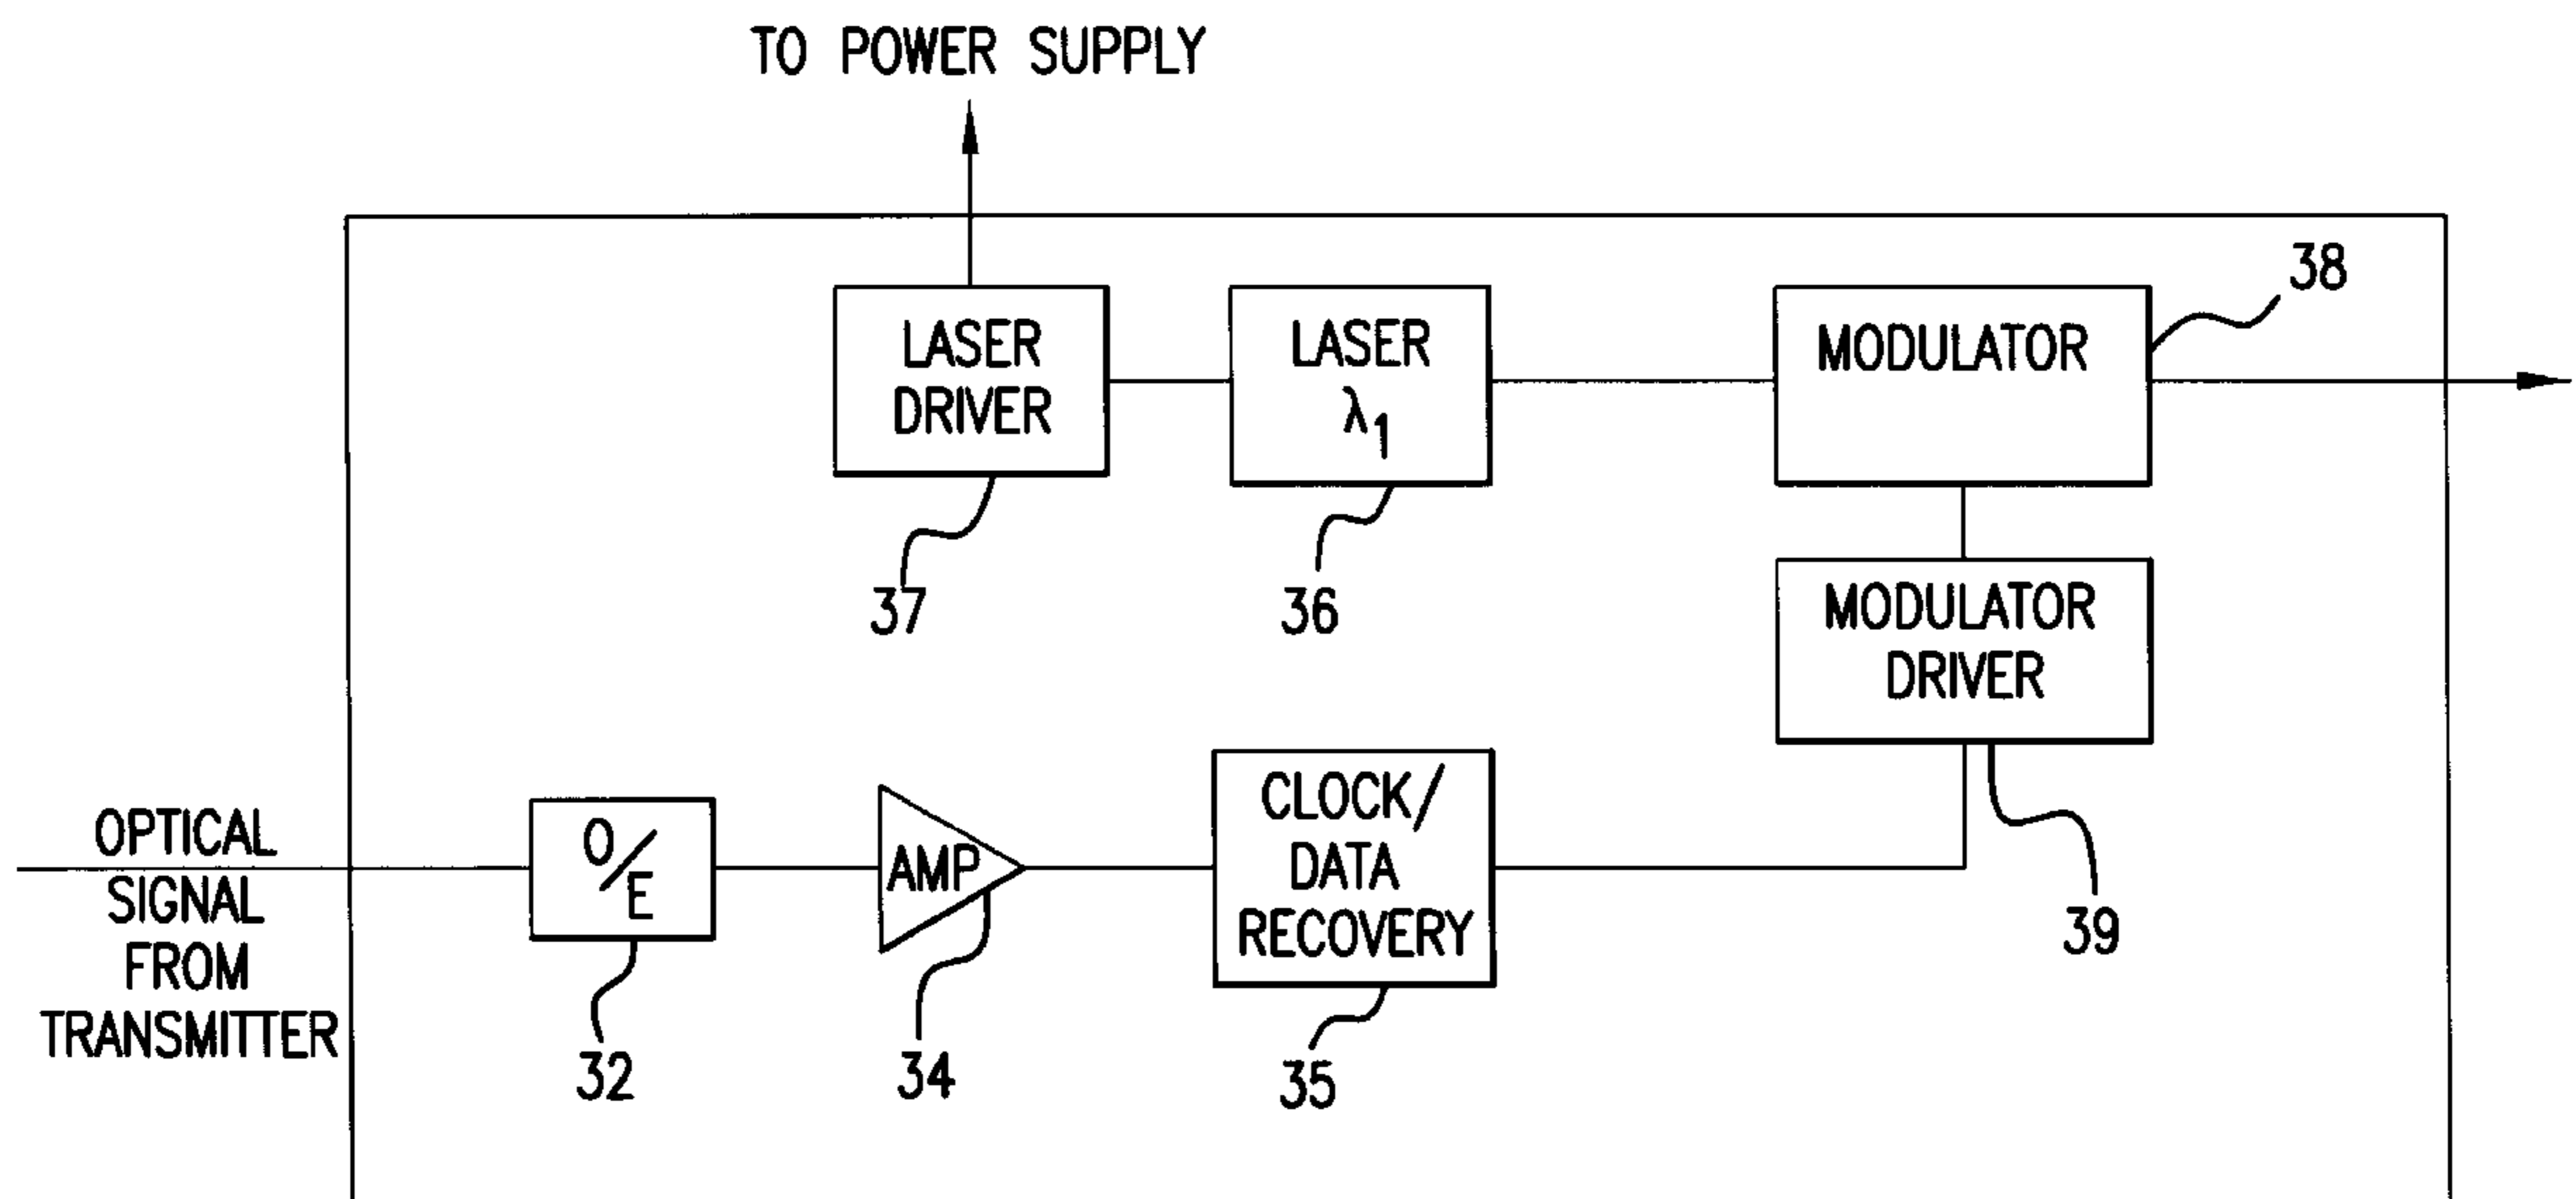 TO POWER SUPPLY
38
LASER
DRIVER
LASER
λ1
MODULATOR
37
36
MODULATOR
DRIVER
OPTICAL
SIGNAL
FROM
TRANSMITTER
O/E
AMP
CLOCK/
DATA
RECOVERY
39
32
34
35